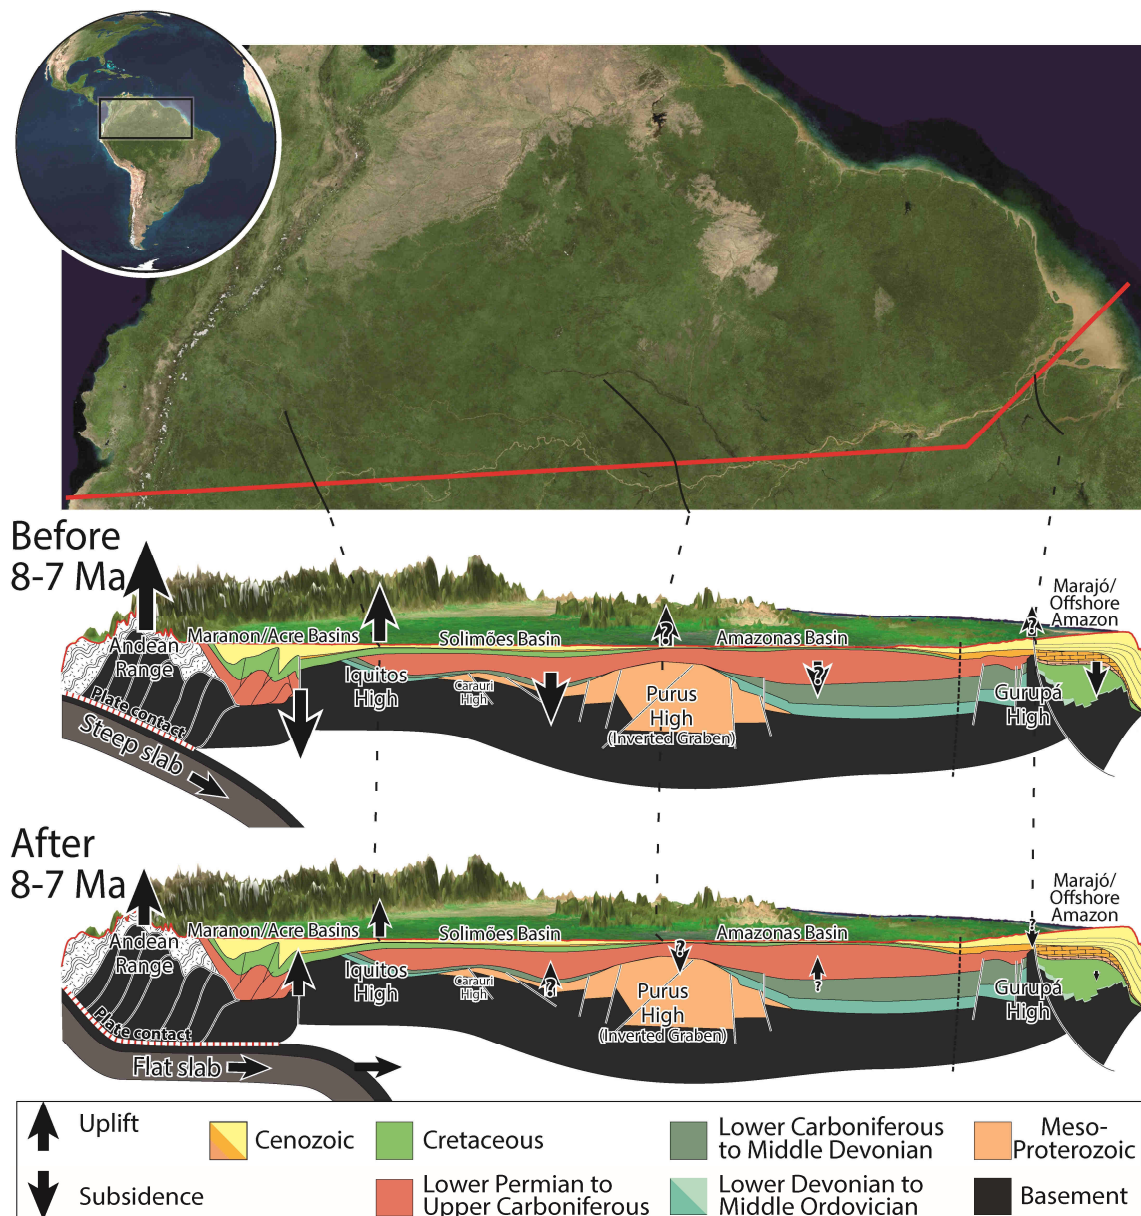 Before
8-7 Ma
Andean
Range
Maranon/Acre Basins
Iquitos
High
Solimões Basin
Carauri
High
?
Purus
High
(Inverted Graben)
Amazonas Basin
?
?
Gurupá
High
Marajó/
Offshore
Amazon
Plate contact
Steep slab
After
8-7 Ma
Andean
Range
Maranon/Acre Basins
Iquitos
High
Solimões Basin
Carauri
High
?
?
Purus
High
(Inverted Graben)
Amazonas Basin
?
?
Gurupá
High
Marajó/
Offshore
Amazon
Plate contact
Flat slab
Uplift
Subsidence
Cenozoic
Cretaceous
Lower Permian to
Upper Carboniferous
Lower Carboniferous
to Middle Devonian
Lower Devonian to
Middle Ordovician
Meso-
Proterozoic
Basement